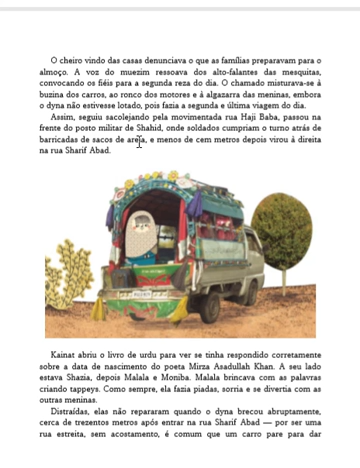 O cheiro vindo das casas denunciava o que as famílias preparavam para o
almoço. A voz do muezim ressoava dos alto-falantes das mesquitas,
convocando os fiéis para a segunda reza do dia. O chamado misturava-se à
buzina dos carros, ao ronco dos motores e à algazarra das meninas, embora
o dyna não estivesse lotado, pois fazia a segunda e última viagem do dia.
Assim, seguiu sacolejando pela movimentada rua Haji Baba, passou na
frente do posto militar de Shahid, onde soldados cumpriam o turno atrás de
barricadas de sacos de areia, e menos de cem metros depois virou à direita
na rua Sharif Abad.
Kainat abriu o livro de urdu para ver se tinha respondido corretamente
sobre a data de nascimento do poeta Mirza Asadullah Khan. A seu lado
estava Shazia, depois Malala e Moniba. Malala brincava com as palavras
criando tappeys. Como sempre, ela fazia piadas, sorria e se divertia com as
outras meninas.
Distraídas, elas não repararam quando o dyna brecou abruptamente,
cerca de trezentos metros após entrar na rua Sharif Abad — por ser uma
rua estreita, sem acostamento, é comum que um carro pare para dar